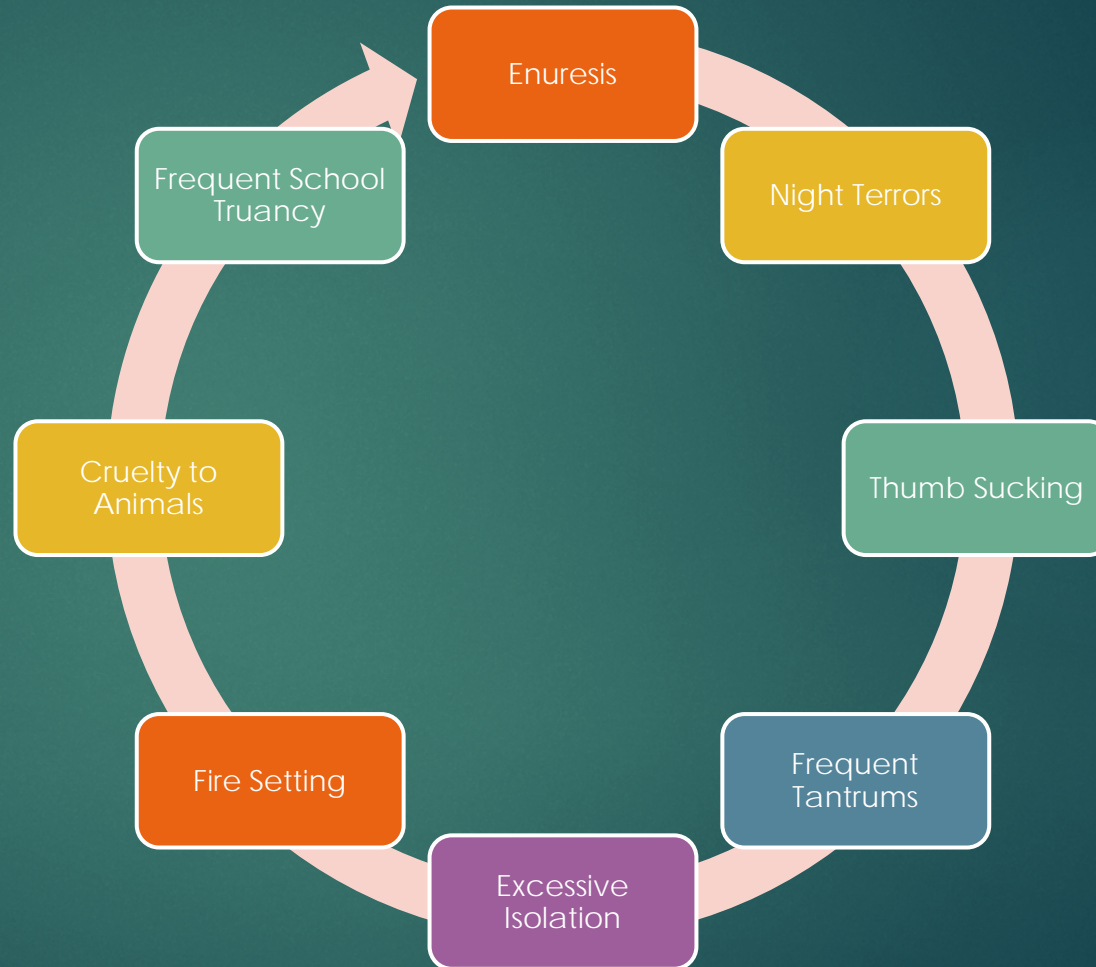 Enuresis
Night Terrors
Thumb Sucking
Frequent
Tantrums
Excessive
Isolation
Fire Setting
Cruelty to
Animals
Frequent School
Truancy